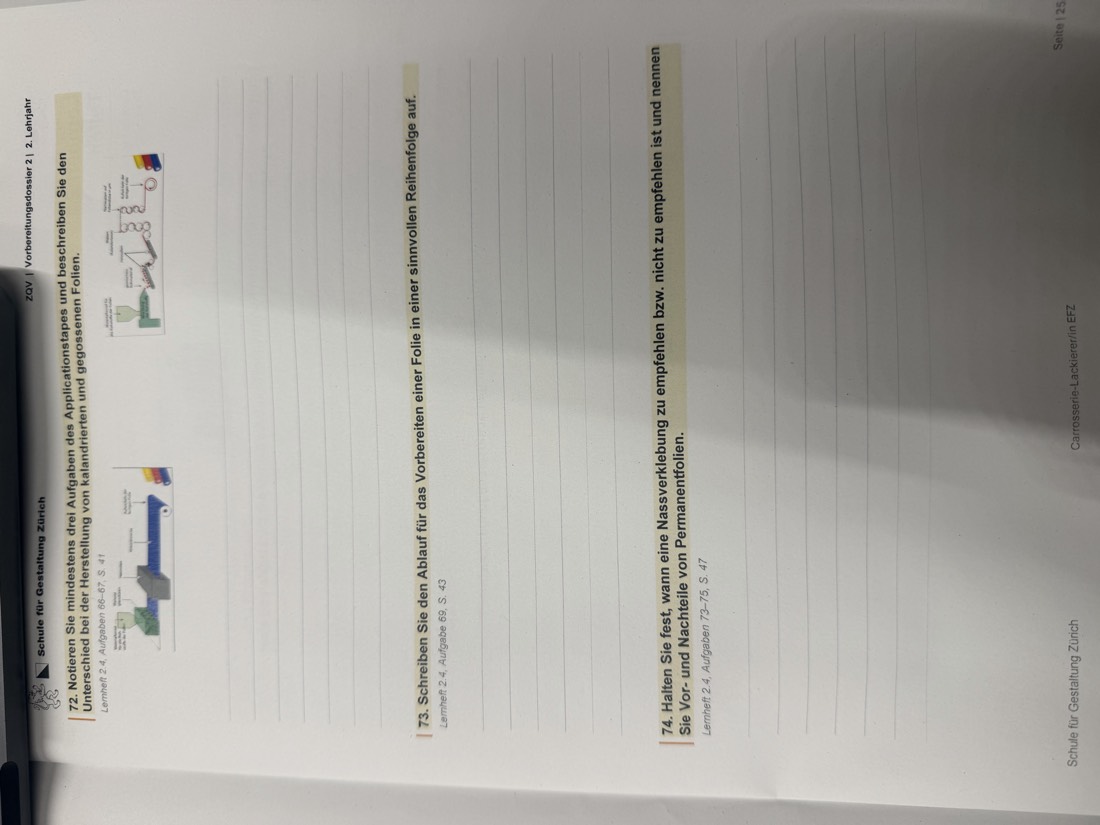 Schule für Gestaltung Zürich
ZQV | Vorbereitungsdossier 2 | 2. Lehrjahr
72. Notieren Sie mindestens drei Aufgaben des Applicationstapes und beschreiben Sie den
Unterschied bei der Herstellung von kalandrierten und gegossenen Folien.
Lernheft 2.4, Aufgaben 66–67, S. 41
73. Schreiben Sie den Ablauf für das Vorbereiten einer Folie in einer sinnvollen Reihenfolge auf.
Lernheft 2.4, Aufgabe 69, S. 43
74. Halten Sie fest, wann eine Nassverklebung zu empfehlen bzw. nicht zu empfehlen ist und nennen
Sie Vor- und Nachteile von Permanentfolien.
Lernheft 2.4, Aufgaben 73–75, S. 47
Schule für Gestaltung Zürich
Carrosserie-Lackierer/in EFZ
Seite | 25